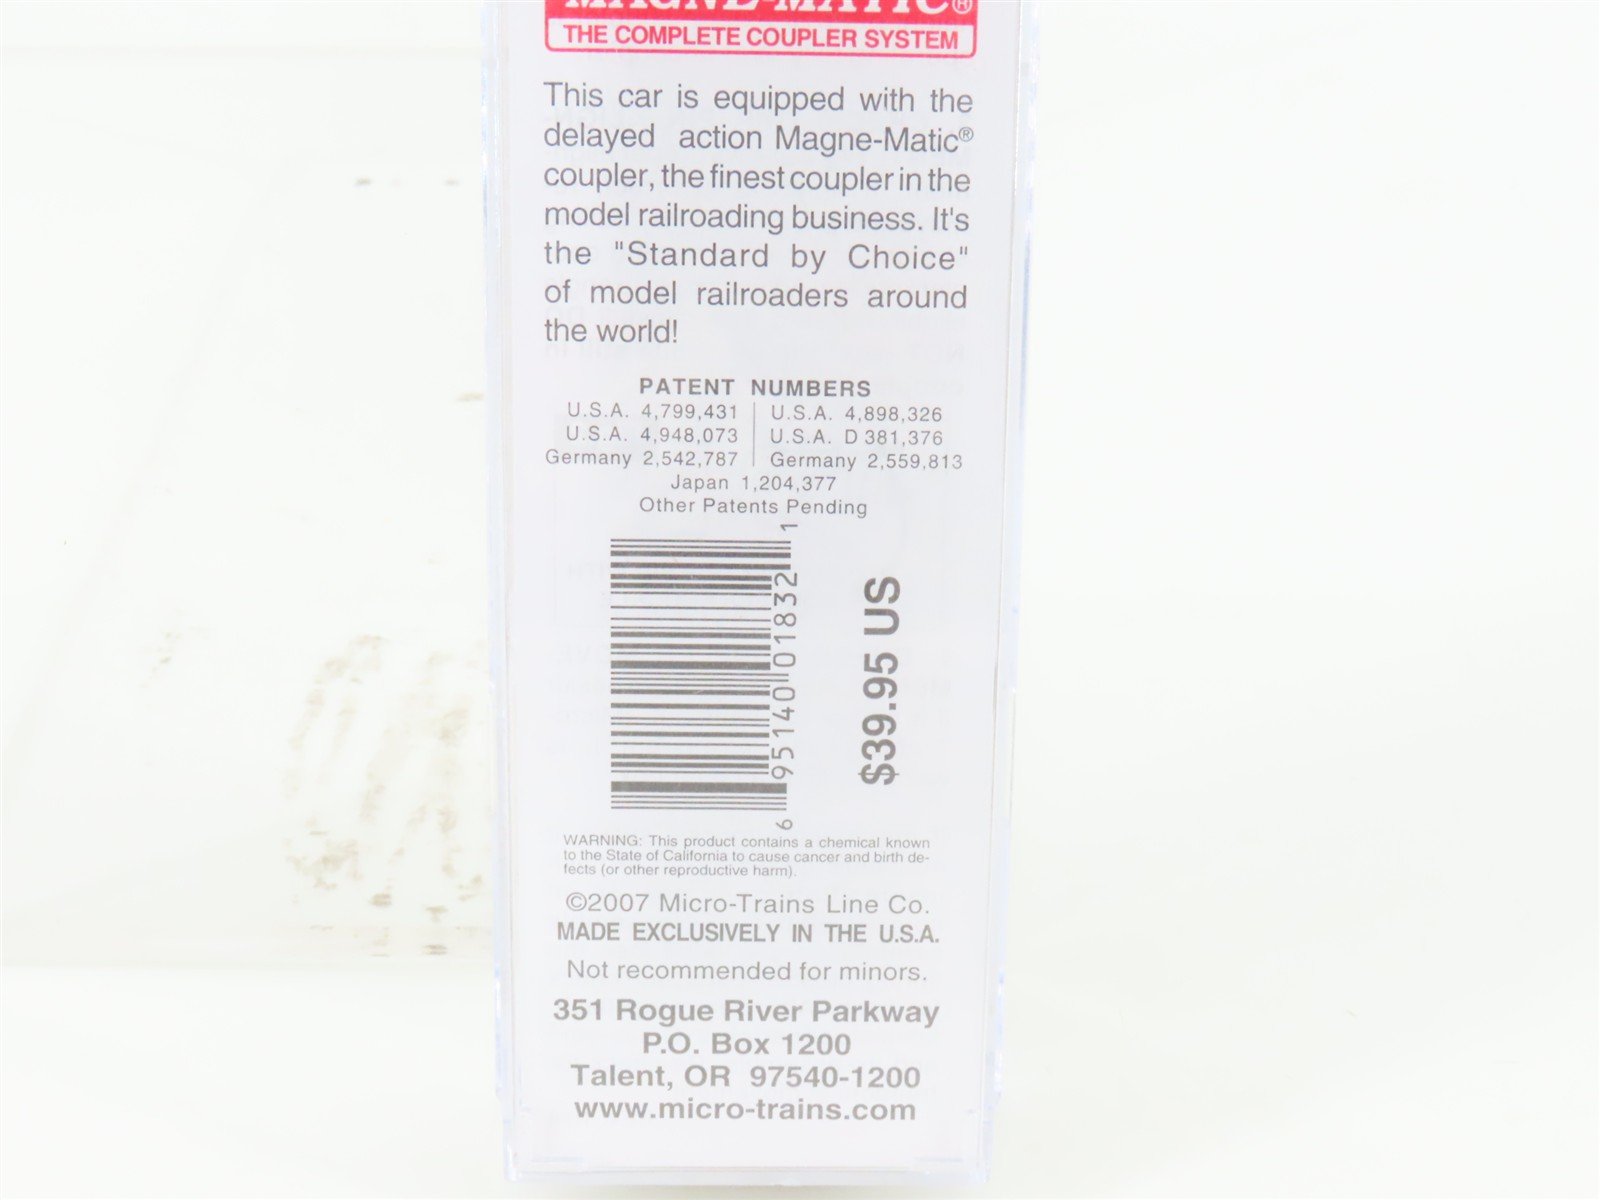 MAGNE-MATIC®
THE COMPLETE COUPLER SYSTEM
This car is equipped with the
delayed action Magne-Matic®
coupler, the finest coupler in the
model railroading business. It's
the "Standard by Choice"
of model railroaders around
the world!
PATENT NUMBERS
U.S.A. 4,799,431 | U.S.A. 4,898,326
U.S.A. 4,948,073 | U.S.A. D 381,376
Germany 2,542,787 | Germany 2,559,813
Japan 1,204,377
Other Patents Pending
6 95140 01832 1
$39.95 US
WARNING: This product contains a chemical known
to the State of California to cause cancer and birth de-
fects (or other reproductive harm).
©2007 Micro-Trains Line Co.
MADE EXCLUSIVELY IN THE U.S.A.
Not recommended for minors.
351 Rogue River Parkway
P.O. Box 1200
Talent, OR 97540-1200
www.micro-trains.com